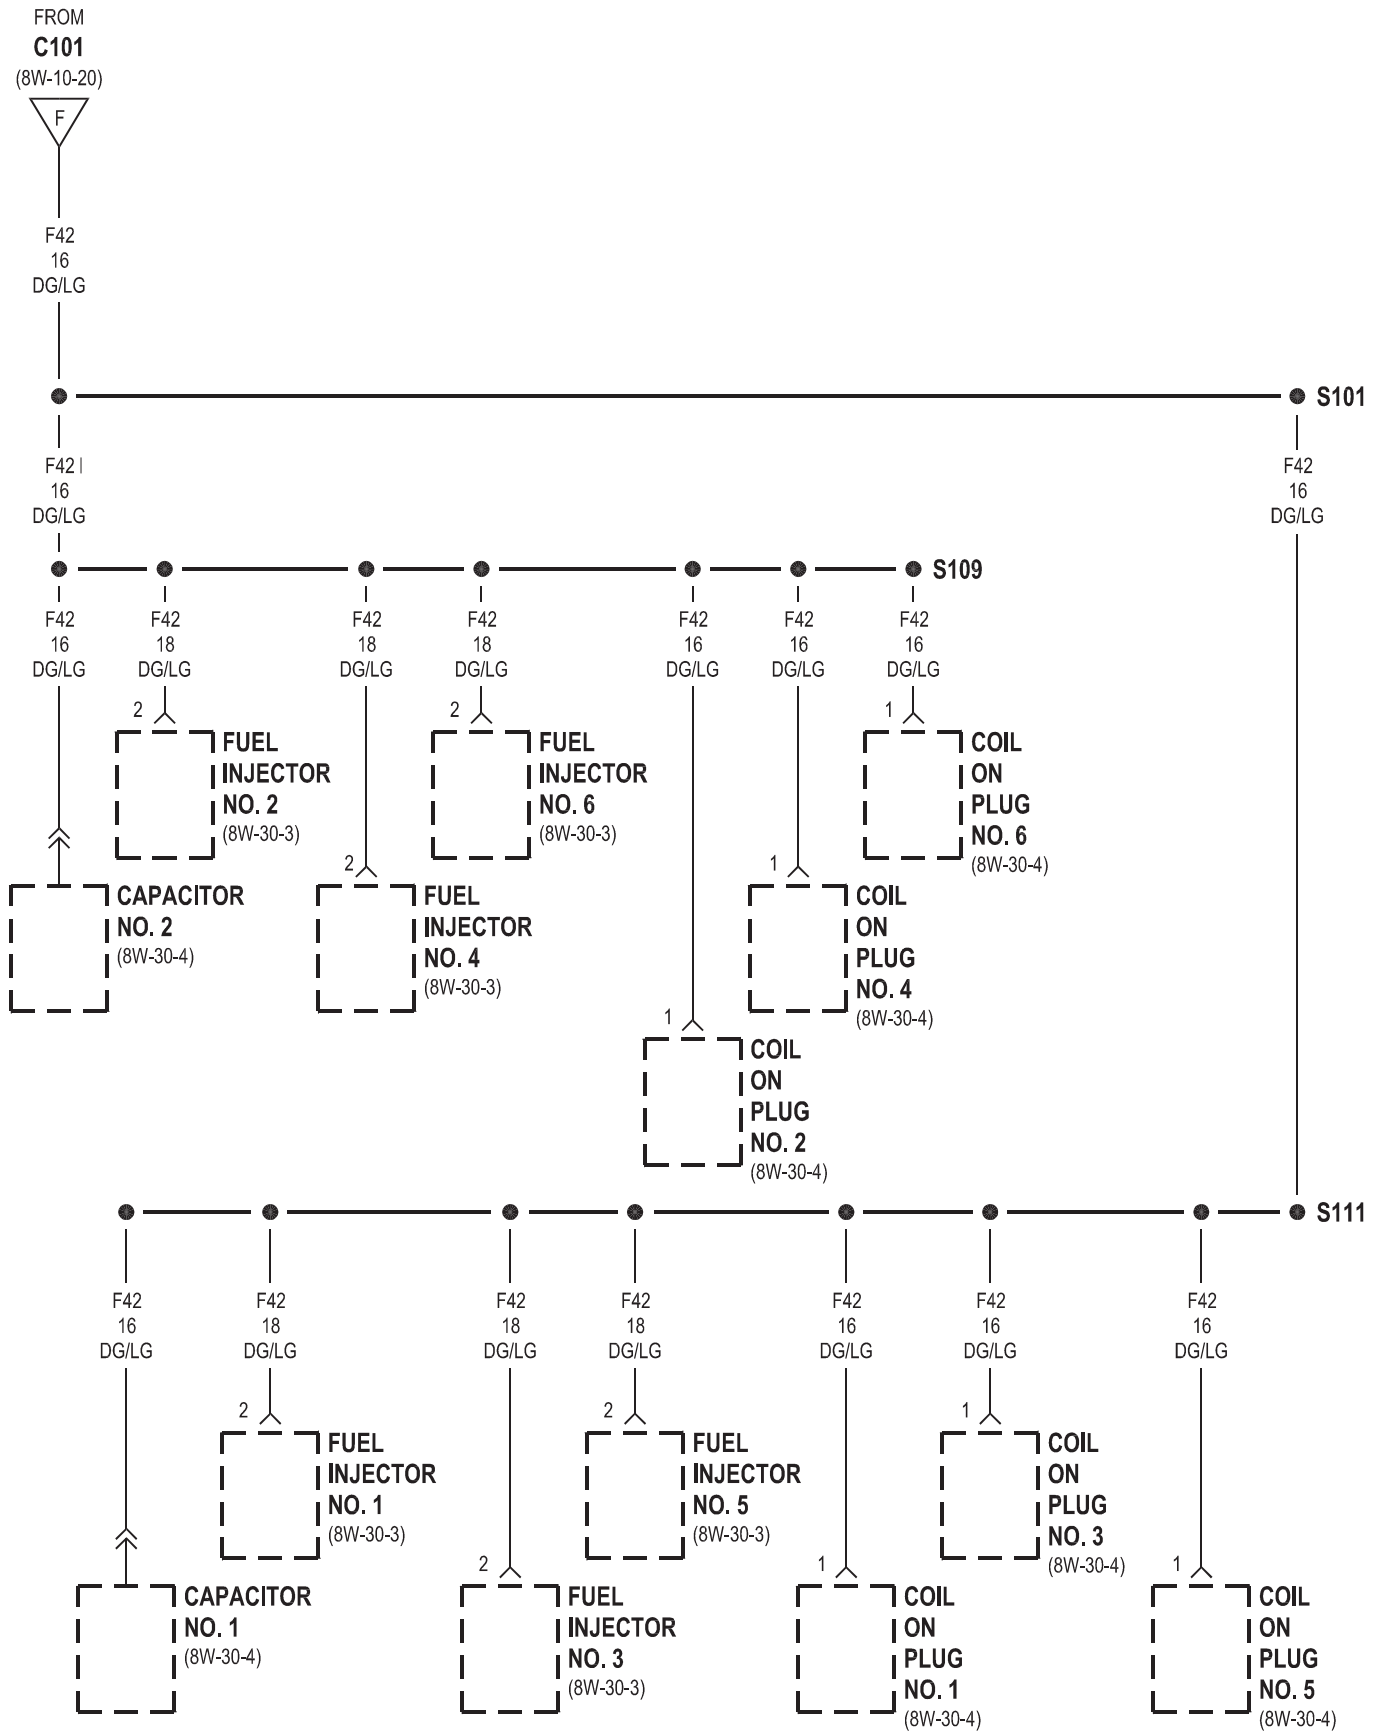 FROM
C101
(8W-10-20)
F
F42
16
DG/LG
S101
F42
16
DG/LG
F42
16
DG/LG
S109
F42
16
DG/LG
F42
18
DG/LG
F42
18
DG/LG
F42
18
DG/LG
F42
16
DG/LG
F42
16
DG/LG
F42
16
DG/LG
2
FUEL
INJECTOR
NO. 2
(8W-30-3)
2
FUEL
INJECTOR
NO. 6
(8W-30-3)
1
COIL
ON
PLUG
NO. 6
(8W-30-4)
CAPACITOR
NO. 2
(8W-30-4)
2
FUEL
INJECTOR
NO. 4
(8W-30-3)
1
COIL
ON
PLUG
NO. 4
(8W-30-4)
1
COIL
ON
PLUG
NO. 2
(8W-30-4)
S111
F42
16
DG/LG
F42
18
DG/LG
F42
18
DG/LG
F42
18
DG/LG
F42
16
DG/LG
F42
16
DG/LG
F42
16
DG/LG
2
FUEL
INJECTOR
NO. 1
(8W-30-3)
2
FUEL
INJECTOR
NO. 5
(8W-30-3)
1
COIL
ON
PLUG
NO. 3
(8W-30-4)
CAPACITOR
NO. 1
(8W-30-4)
2
FUEL
INJECTOR
NO. 3
(8W-30-3)
1
COIL
ON
PLUG
NO. 1
(8W-30-4)
1
COIL
ON
PLUG
NO. 5
(8W-30-4)